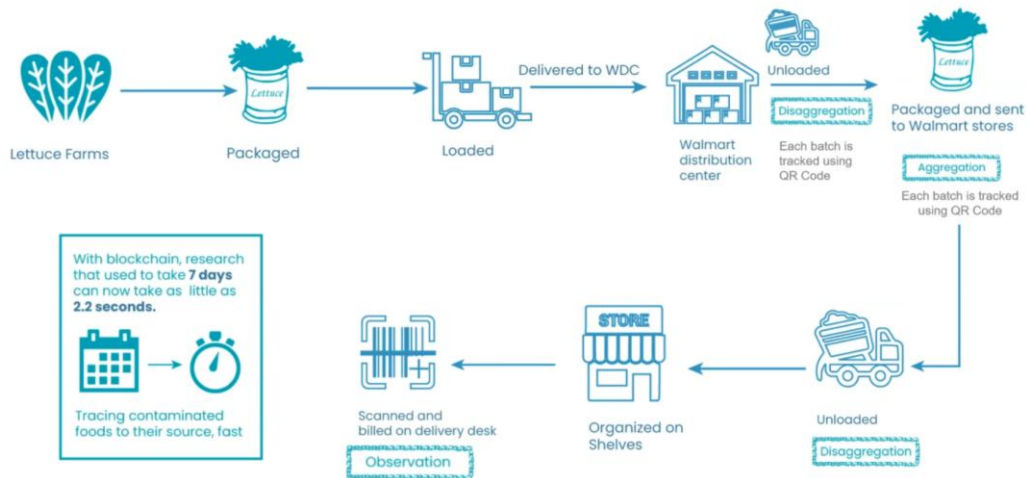 Lettuce Farms
Lettuce
Packaged
Loaded
Delivered to WDC
Walmart
distribution
center
Unloaded
Disaggregation
Each batch is
tracked using
QR Code
Lettuce
Packaged and sent
to Walmart stores
Aggregation
Each batch is tracked
using QR Code
Unloaded
Disaggregation
STORE
Organized on
Shelves
Scanned and
billed on delivery desk
Observation
With blockchain, research
that used to take 7 days
can now take as little as
2.2 seconds.
Tracing contaminated
foods to their source, fast